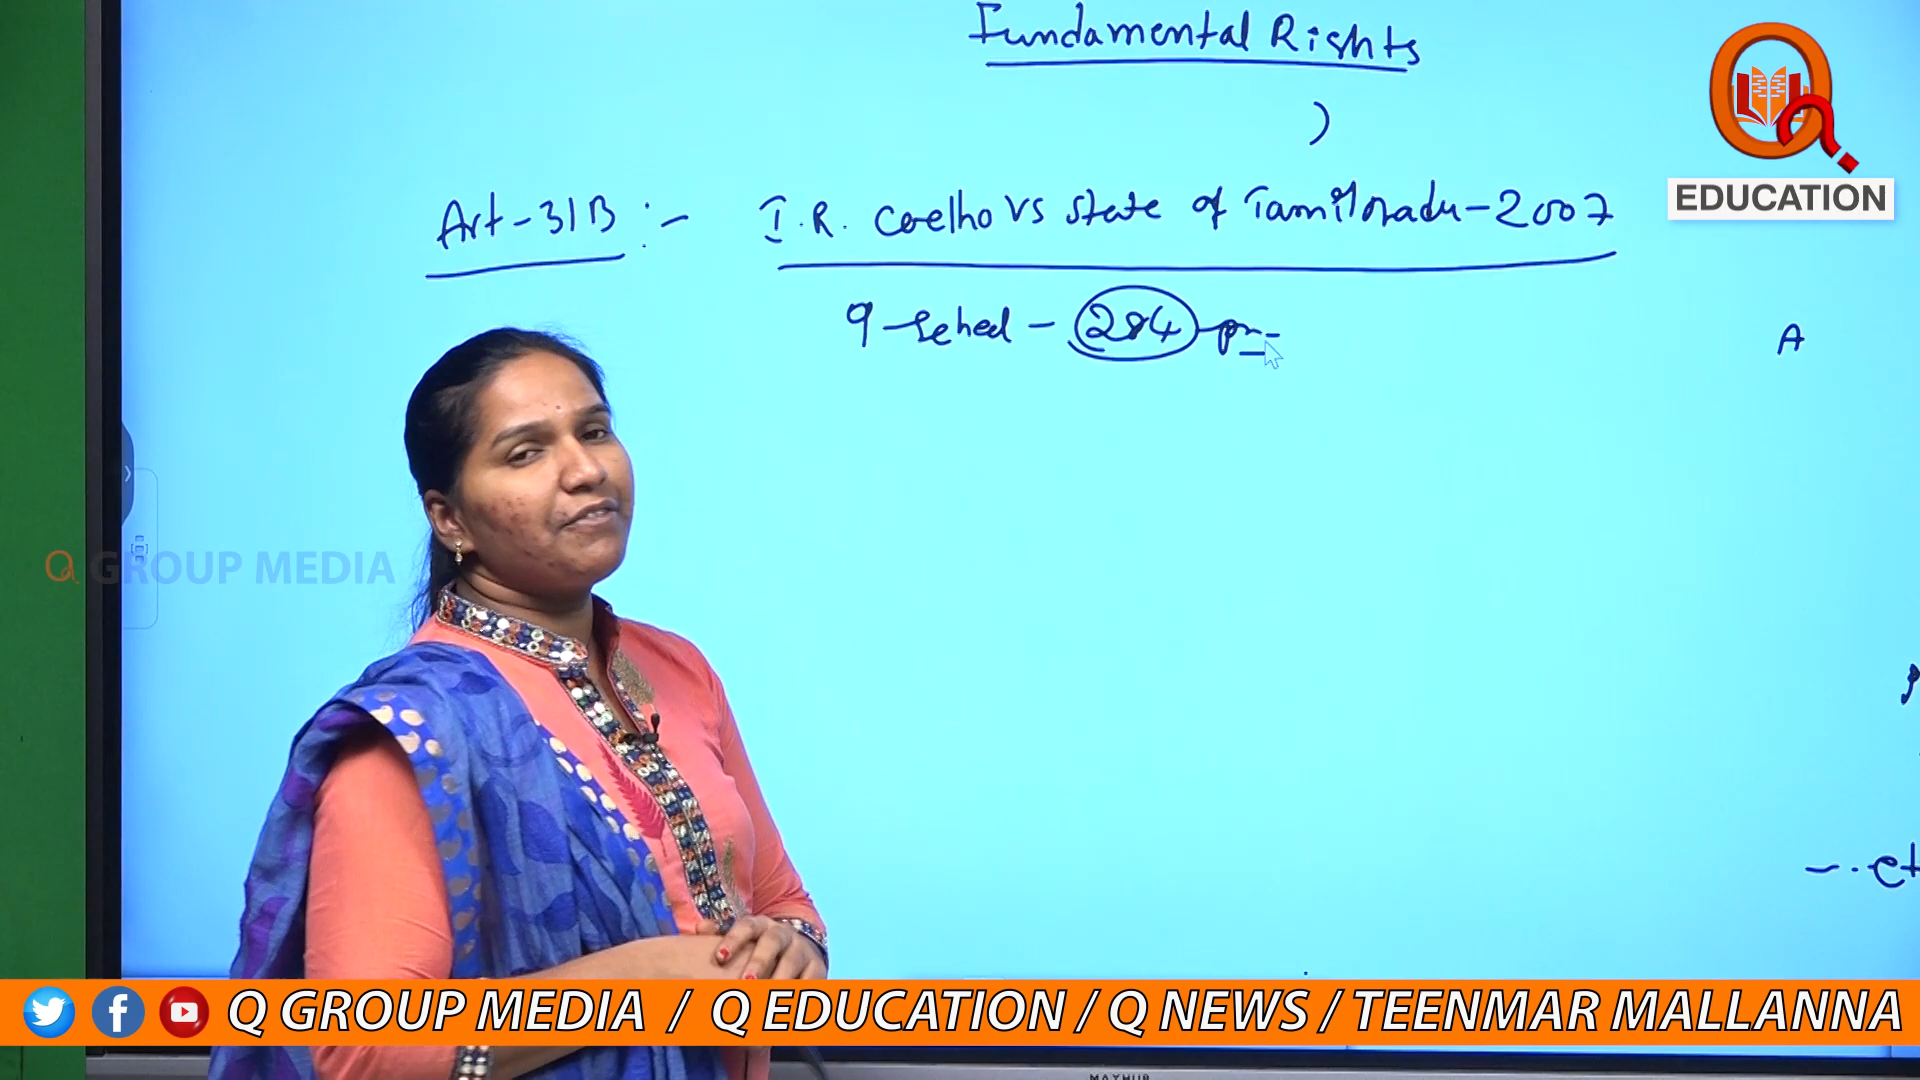 Fundamental Rights
)
Art-31B :- I.R. Coelho vs State of Tamilnadu-2007
9-sched - 284
A
EDUCATION
Q GROUP MEDIA
Q GROUP MEDIA / Q EDUCATION / Q NEWS / TEENMAR MALLANNA